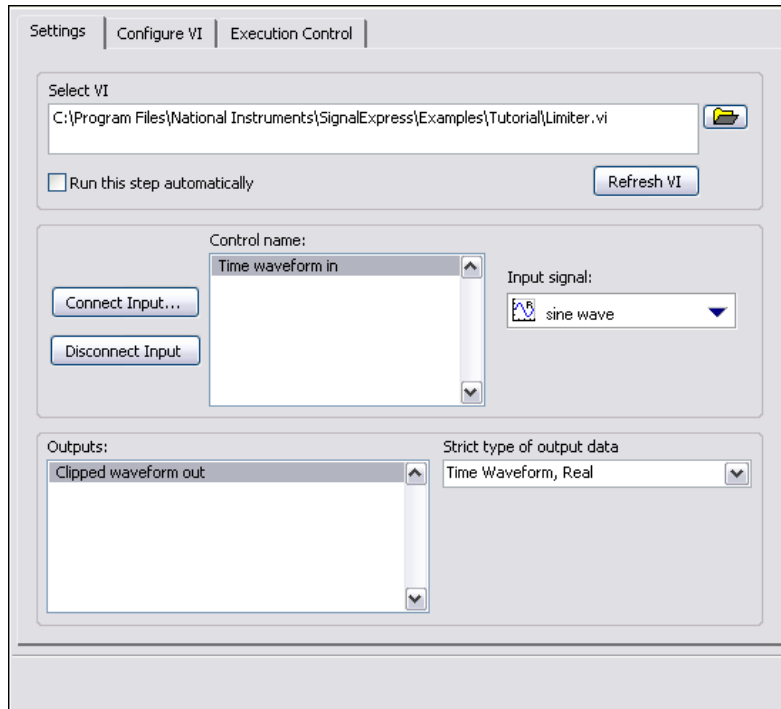 Settings
Configure VI
Execution Control
Select VI
C:\Program Files\National Instruments\SignalExpress\Examples\Tutorial\Limiter.vi
Run this step automatically
Refresh VI
Control name:
Time waveform in
Connect Input...
Disconnect Input
Input signal:
R
sine wave
Outputs:
Clipped waveform out
Strict type of output data
Time Waveform, Real